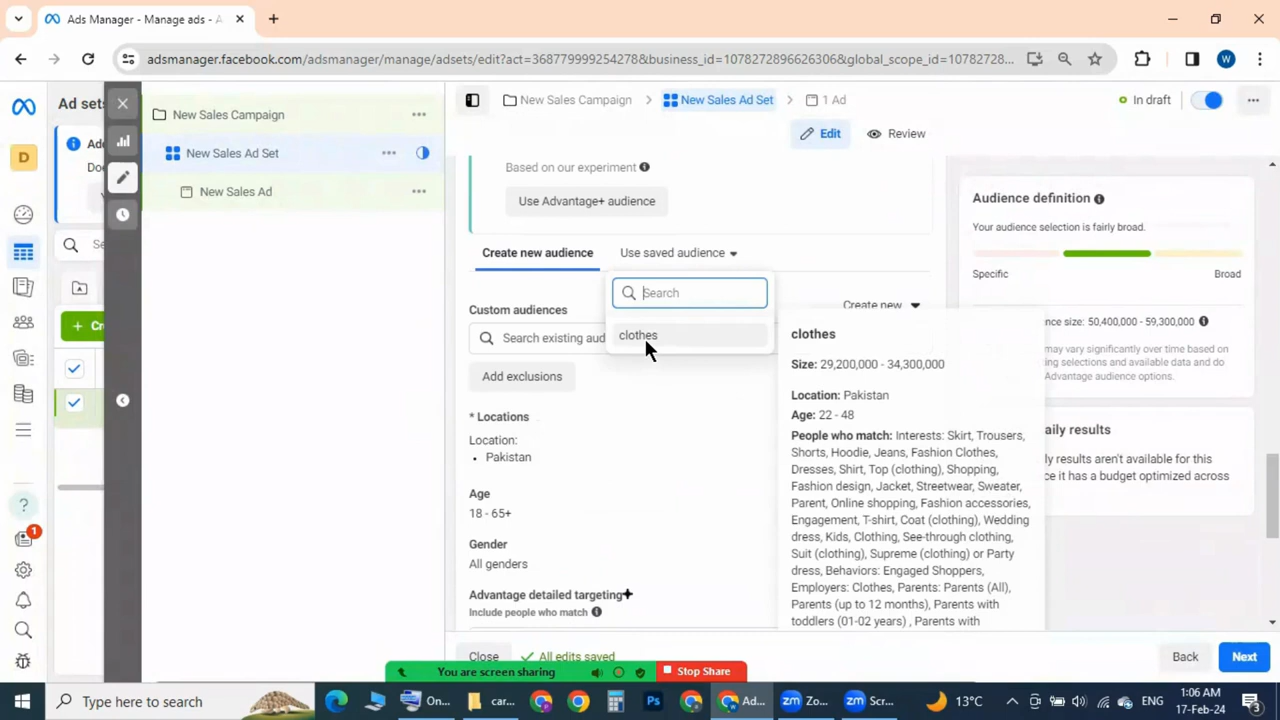 Ads Manager - Manage ads - A
adsmanager.facebook.com/adsmanager/manage/adsets/edit?act=368779999254278&business_id=1078272896626306&global_scope_id=10782728...
W
Ad sets
D
New Sales Campaign
New Sales Ad Set
New Sales Ad
New Sales Campaign
New Sales Ad Set
1 Ad
In draft
Edit
Review
Based on our experiment
Use Advantage+ audience
Create new audience
Use saved audience
Search
Custom audiences
Create new
Search existing aud
clothes
Add exclusions
* Locations
Location:
Pakistan
Age
18 - 65+
Gender
All genders
Advantage detailed targeting+
Include people who match
clothes
Size: 29,200,000 - 34,300,000
Location: Pakistan
Age: 22 - 48
People who match: Interests: Skirt, Trousers,
Shorts, Hoodie, Jeans, Fashion Clothes,
Dresses, Shirt, Top (clothing), Shopping,
Fashion design, Jacket, Streetwear, Sweater,
Parent, Online shopping, Fashion accessories,
Engagement, T-shirt, Coat (clothing), Wedding
dress, Kids, Clothing, See-through clothing,
Suit (clothing), Supreme (clothing) or Party
dress, Behaviors: Engaged Shoppers,
Employers: Clothes, Parents: Parents (All),
Parents (up to 12 months), Parents with
toddlers (01-02 years) , Parents with
Audience definition
Your audience selection is fairly broad.
Specific
Broad
nce size: 50,400,000 - 59,300,000
may vary significantly over time based on
ng selections and available data and do
t Advantage audience options.
aily results
ly results aren't available for this
e it has a budget optimized across
Close
All edits saved
Back
Next
You are screen sharing
Stop Share
1
Type here to search
On...
car...
Ps
Ad...
zm
Zo...
zm
Scr...
13°C
ENG
1:06 AM
17-Feb-24
3